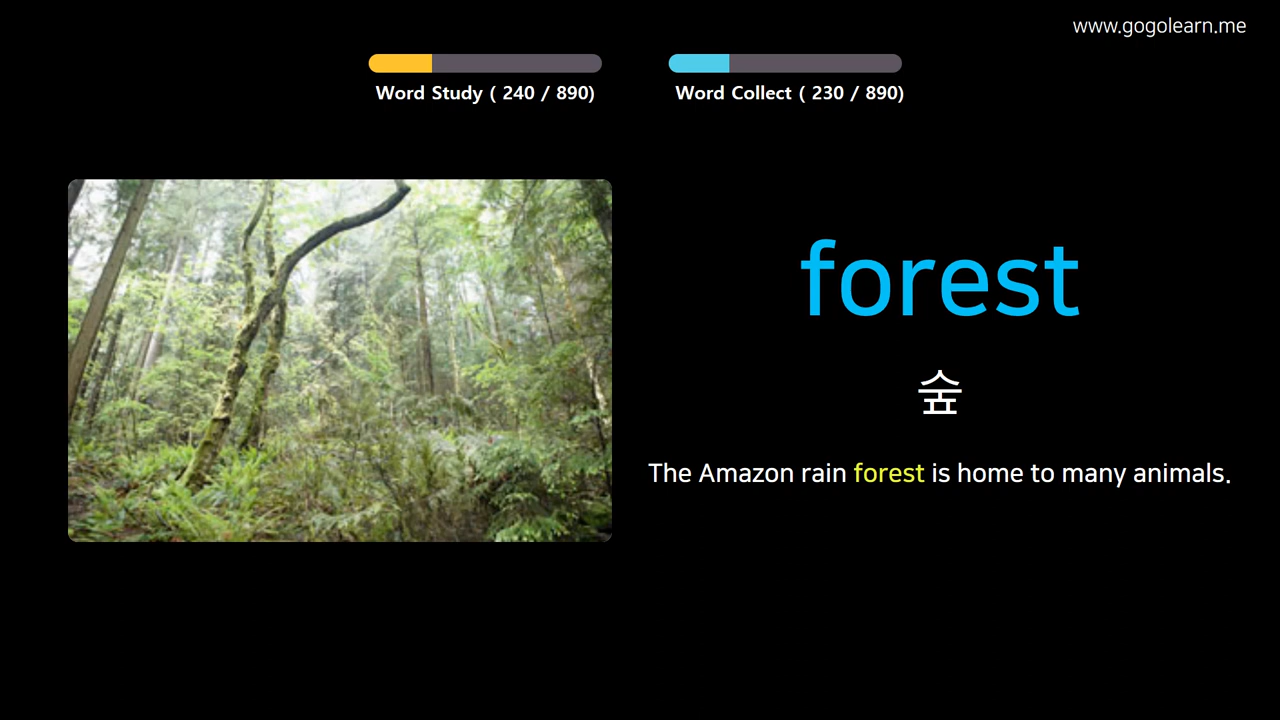 www.gogolearn.me
Word Study ( 240 / 890)
Word Collect ( 230 / 890)
forest
숲
The Amazon rain forest is home to many animals.